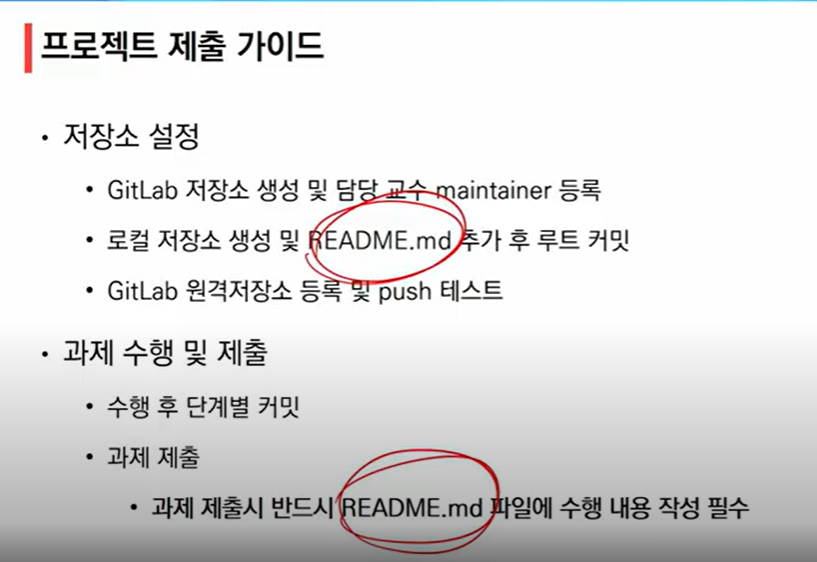 프로젝트 제출 가이드
• 저장소 설정
• GitLab 저장소 생성 및 담당 교수 maintainer 등록
• 로컬 저장소 생성 및 README.md 추가 후 루트 커밋
• GitLab 원격저장소 등록 및 push 테스트
• 과제 수행 및 제출
• 수행 후 단계별 커밋
• 과제 제출
• 과제 제출시 반드시 README.md 파일에 수행 내용 작성 필수